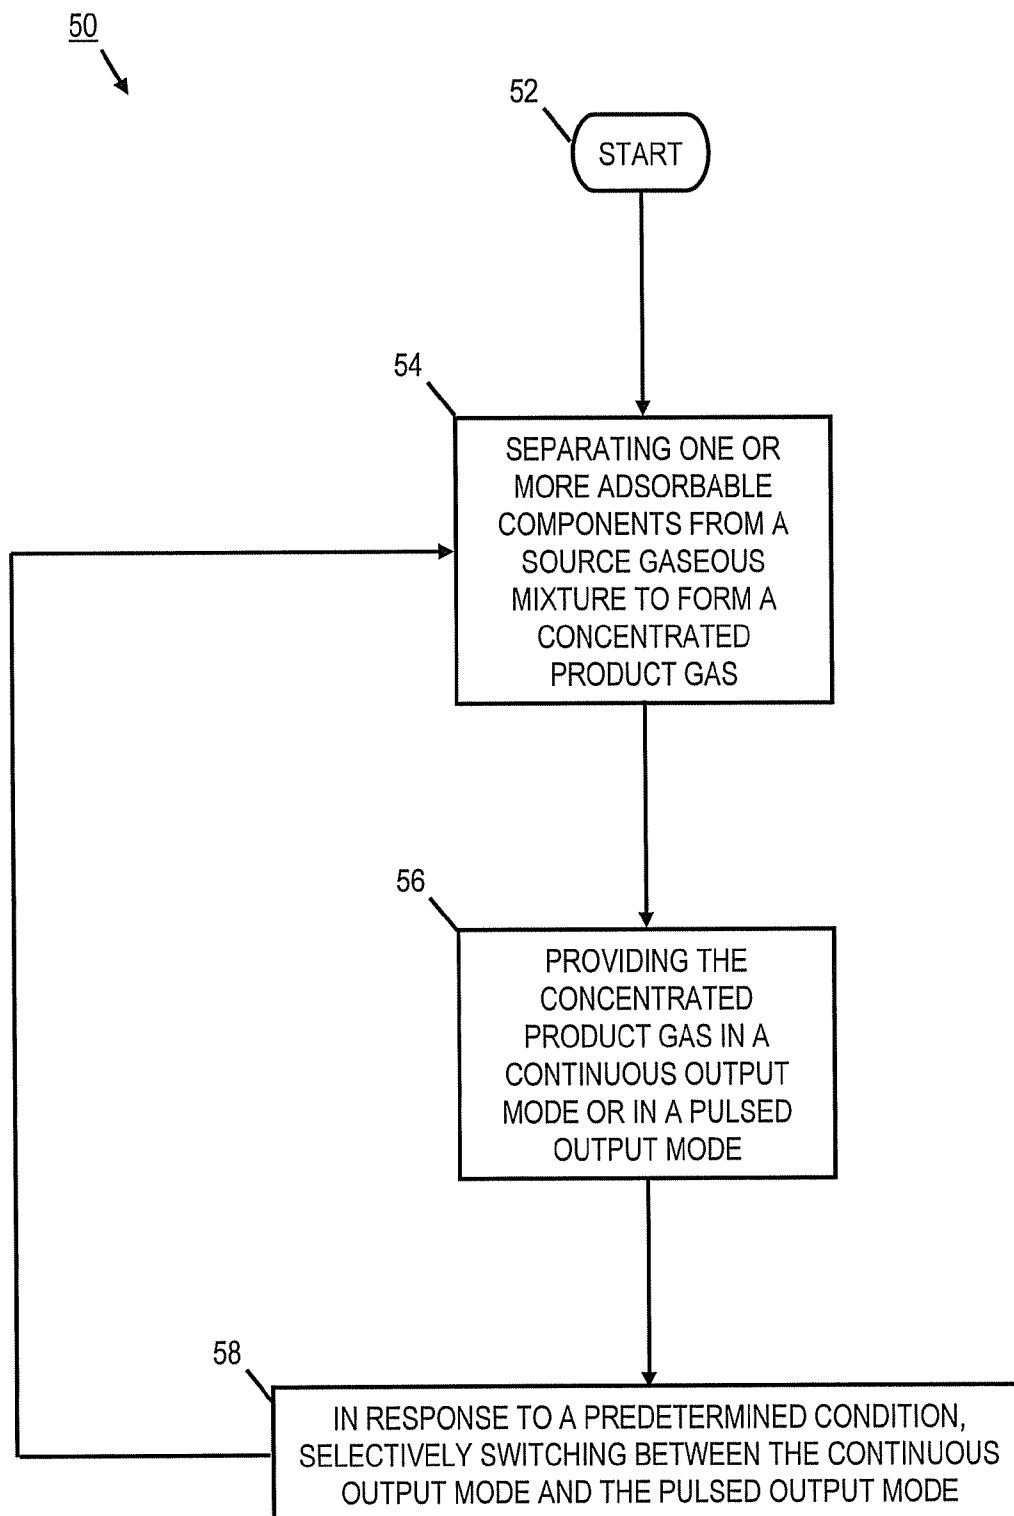 50
52
START
54
SEPARATING ONE OR
MORE ADSORBABLE
COMPONENTS FROM A
SOURCE GASEOUS
MIXTURE TO FORM A
CONCENTRATED
PRODUCT GAS
56
PROVIDING THE
CONCENTRATED
PRODUCT GAS IN A
CONTINUOUS OUTPUT
MODE OR IN A PULSED
OUTPUT MODE
58
IN RESPONSE TO A PREDETERMINED CONDITION,
SELECTIVELY SWITCHING BETWEEN THE CONTINUOUS
OUTPUT MODE AND THE PULSED OUTPUT MODE